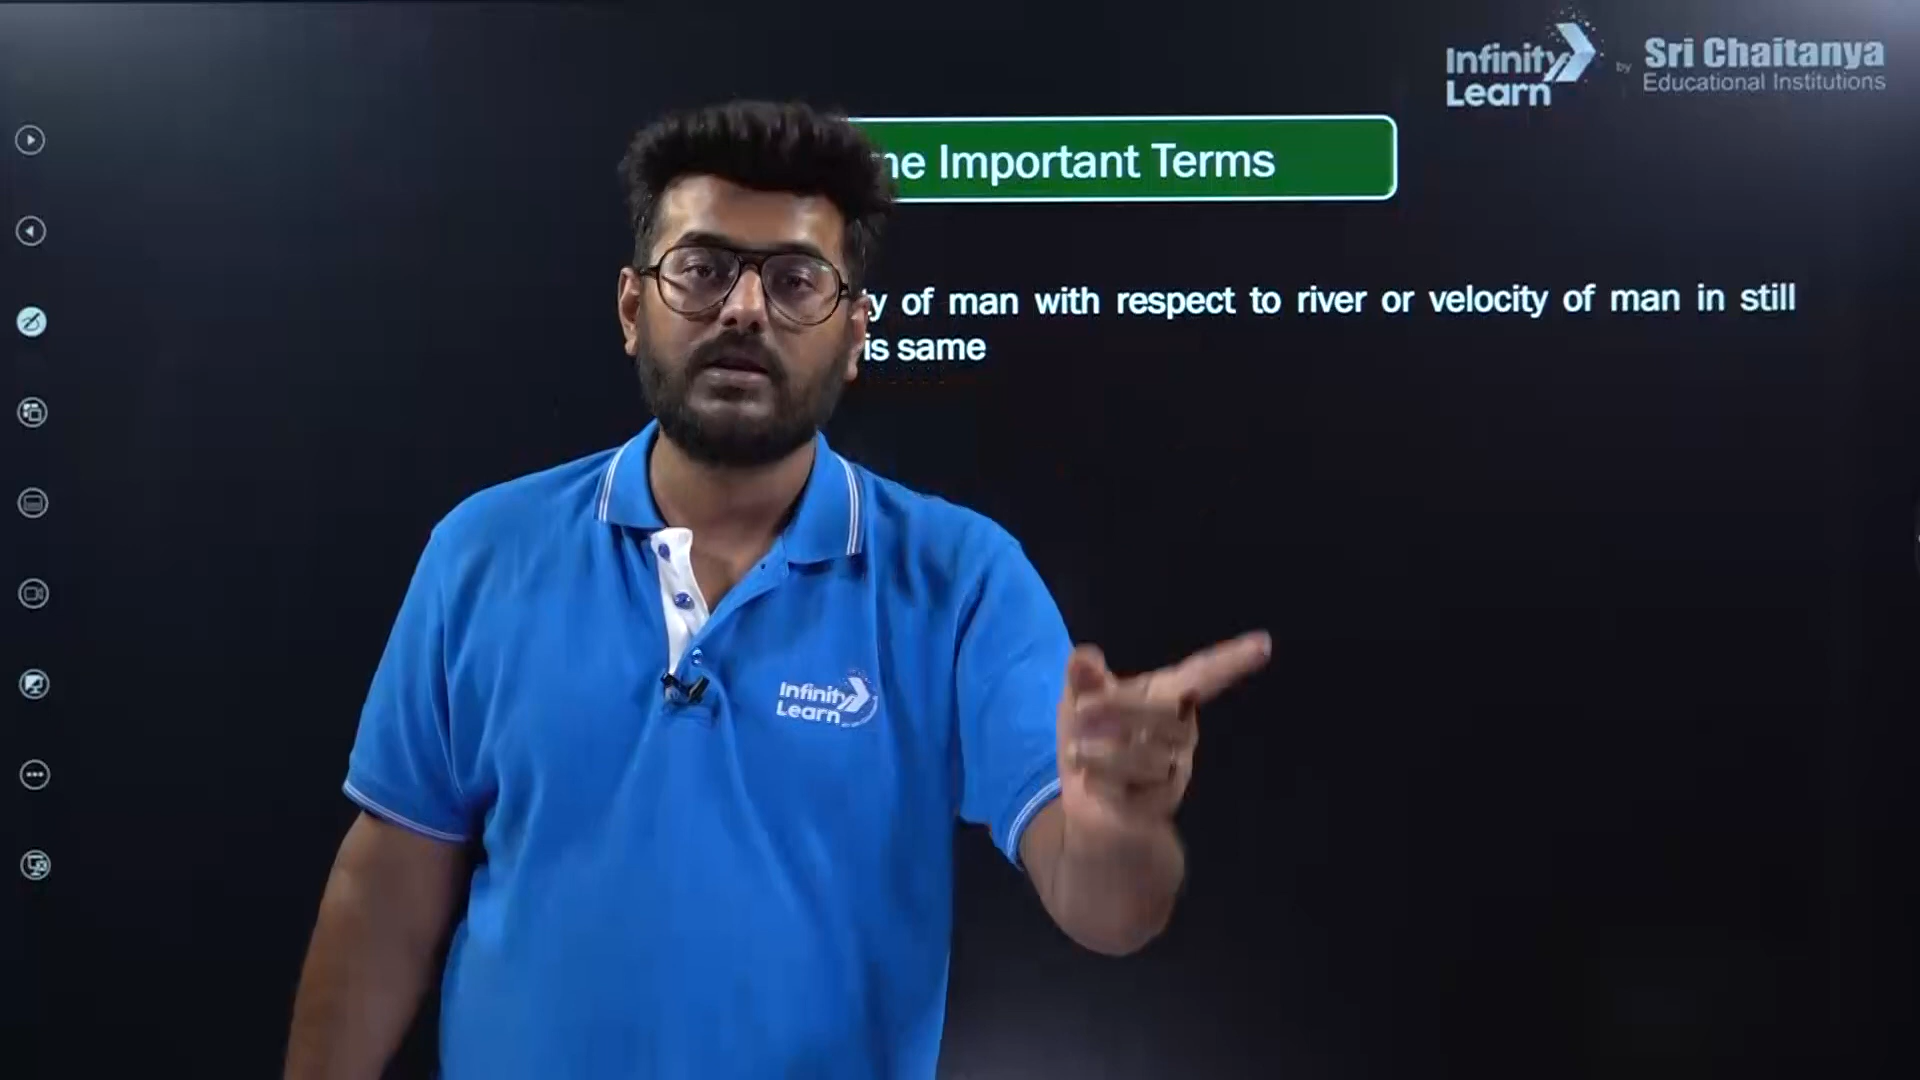 Infinity
Learn
by
Sri Chaitanya
Educational Institutions
Important Terms
of man with respect to river or velocity of man in still
is same
Infinity
Learn